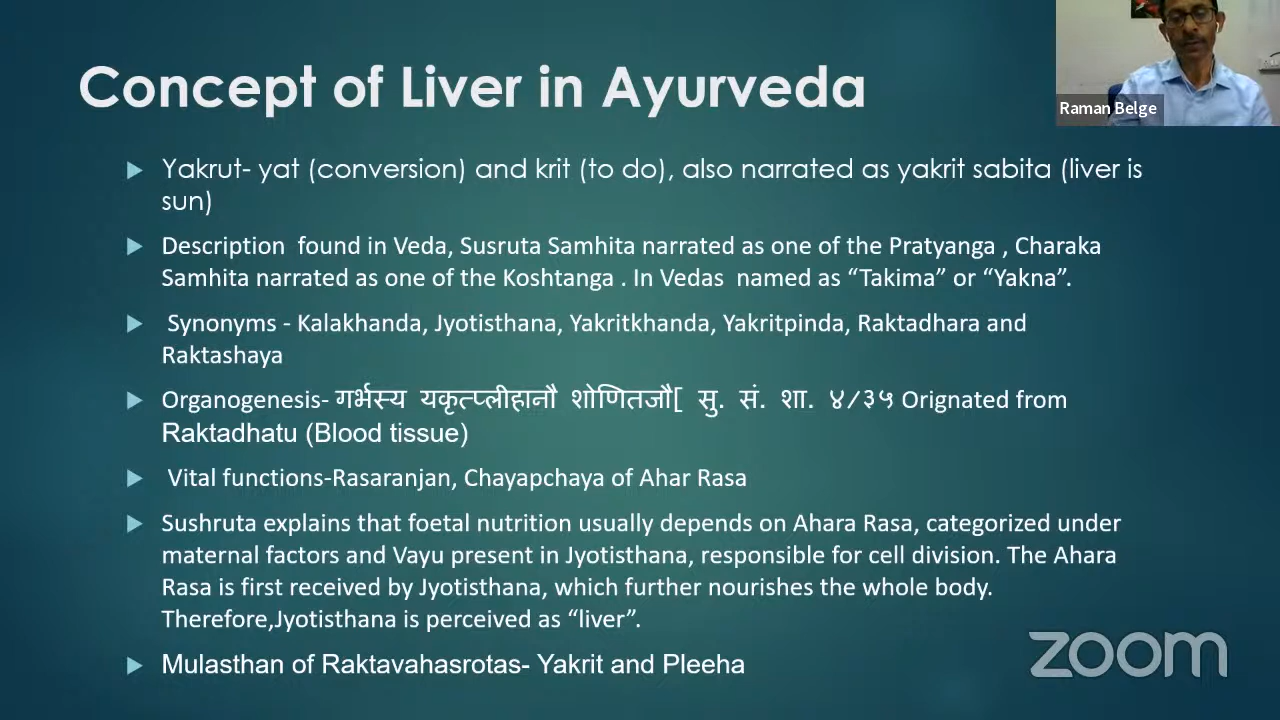 Concept of Liver in Ayurveda
Raman Belge
Yakrut- yat (conversion) and krit (to do), also narrated as yakrit sabita (liver is
sun)
Description found in Veda, Susruta Samhita narrated as one of the Pratyanga , Charaka
Samhita narrated as one of the Koshtanga . In Vedas named as “Takima” or “Yakna”.
Synonyms - Kalakhanda, Jyotisthana, Yakritkhanda, Yakritpinda, Raktadhara and
Raktashaya
Organogenesis- गर्भस्य यकृत्प्लीहानौ शोणितजौ[ सु. सं. शा. ४/३५ Orignated from
Raktadhatu (Blood tissue)
Vital functions-Rasaranjan, Chayapchaya of Ahar Rasa
Sushruta explains that foetal nutrition usually depends on Ahara Rasa, categorized under
maternal factors and Vayu present in Jyotisthana, responsible for cell division. The Ahara
Rasa is first received by Jyotisthana, which further nourishes the whole body.
Therefore,Jyotisthana is perceived as “liver”.
Mulasthan of Raktavahasrotas- Yakrit and Pleeha
zoom